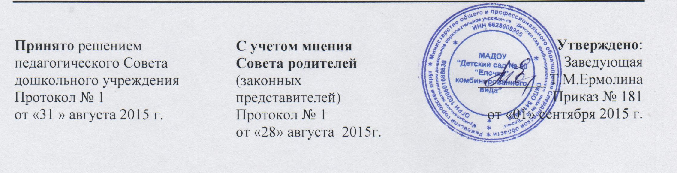 Принято решением
педагогического Совета
дошкольного учреждения
Протокол № 1
от «31 » августа 2015 г.
С учетом мнения
Совета родителей
(законных
представителей)
Протокол № 1
от «28» августа 2015г.
Утверждено:
Заведующая
М.Ермолина
Приказ № 181
от «01» сентября 2015 г.
МАДОУ
"Детский сад
"Елочка"
комбинированного
вида"